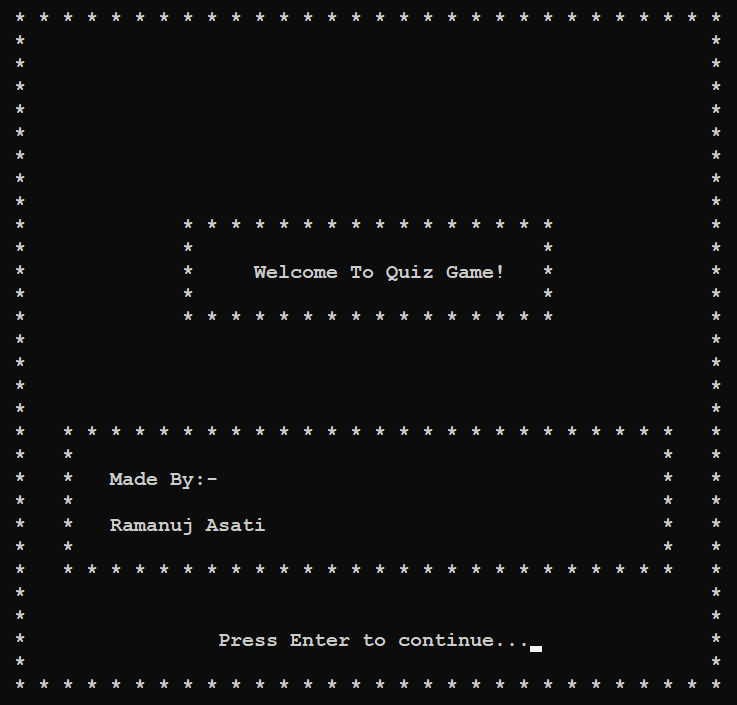 Welcome To Quiz Game!
Made By:-
Ramanuj Asati
Press Enter to continue...